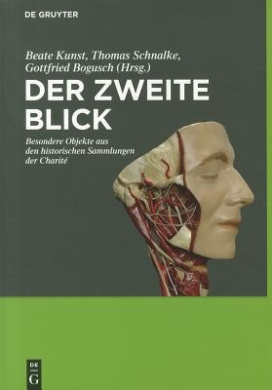 DE GRUYTER
Beate Kunst, Thomas Schnalke,
Gottfried Bogusch (Hrsg.)
DER ZWEITE
BLICK
Besondere Objekte aus
den historischen Sammlungen
der Charité
DE
G